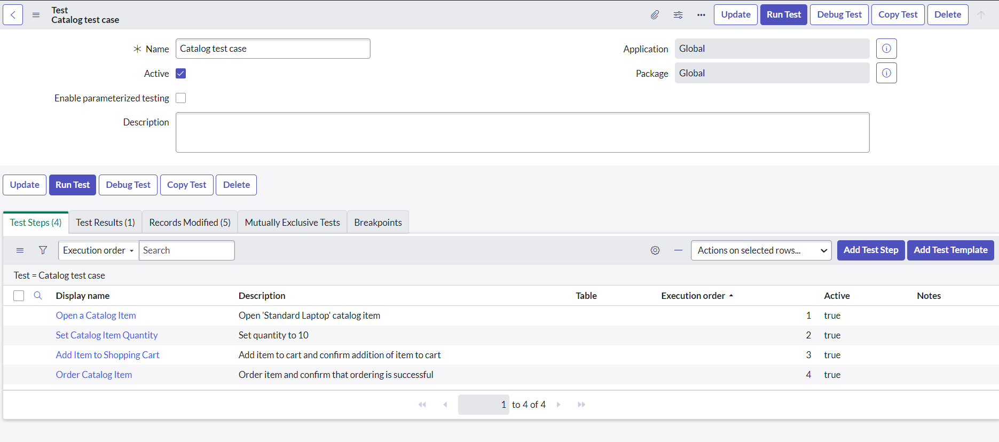 Test
Catalog test case
Update Run Test Debug Test Copy Test Delete
Name Catalog test case Application Global
Active Package Global
Enable parameterized testing
Description
Update Run Test Debug Test Copy Test Delete
Test Steps (4) Test Results (1) Records Modified (5) Mutually Exclusive Tests Breakpoints
Execution order Search Actions on selected rows... Add Test Step Add Test Template
Test = Catalog test case
Display name Description Table Execution order Active Notes
Open a Catalog Item Open 'Standard Laptop' catalog item 1 true
Set Catalog Item Quantity Set quantity to 10 2 true
Add Item to Shopping Cart Add item to cart and confirm addition of item to cart 3 true
Order Catalog Item Order item and confirm that ordering is successful 4 true
1 to 4 of 4